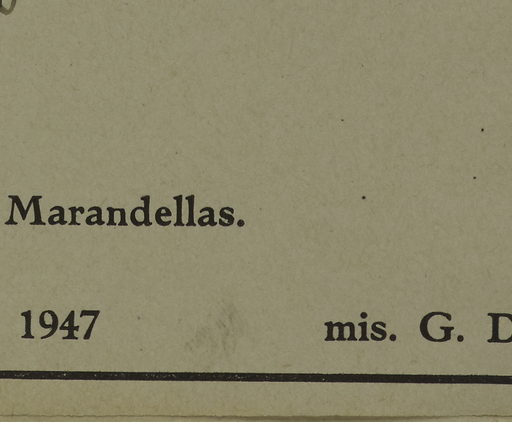 Marandellas.
1947 mis. G. D